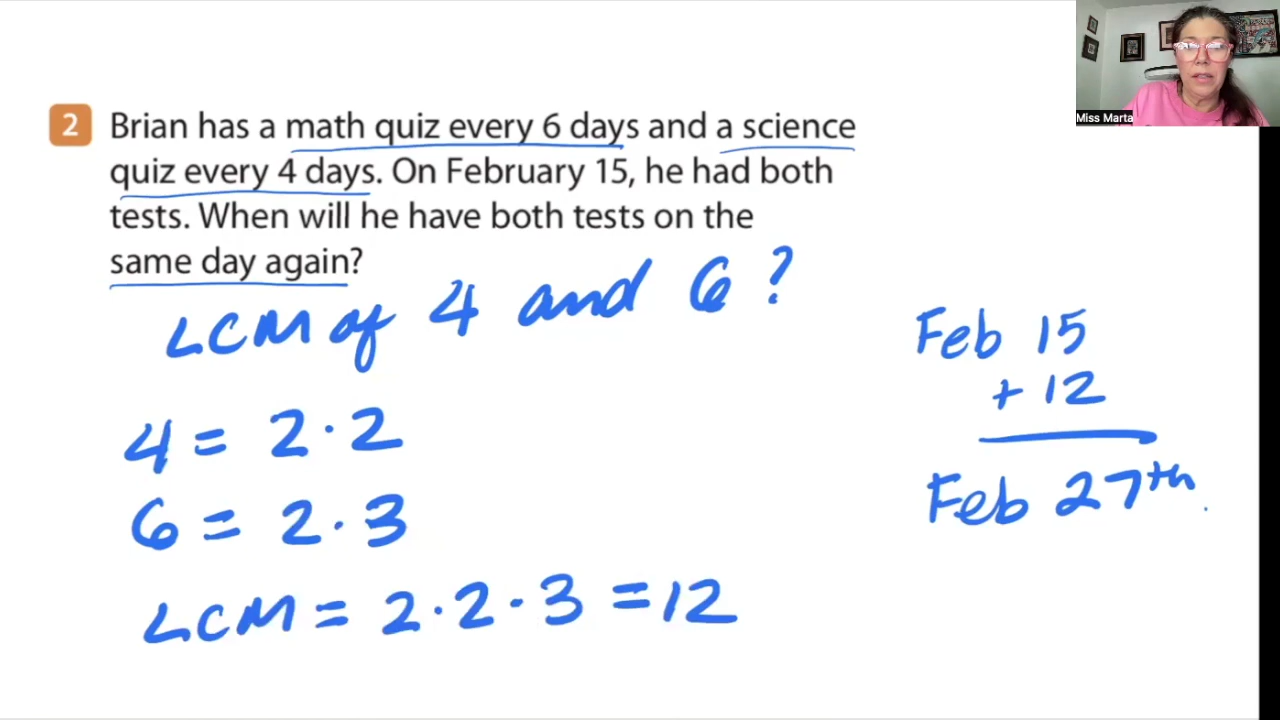 2 Brian has a math quiz every 6 days and a science
quiz every 4 days. On February 15, he had both
tests. When will he have both tests on the
same day again?
LCM of 4 and 6?
4 = 2·2
6 = 2·3
LCM = 2·2·3 = 12
Feb 15
+ 12
Feb 27th.
Miss Marta